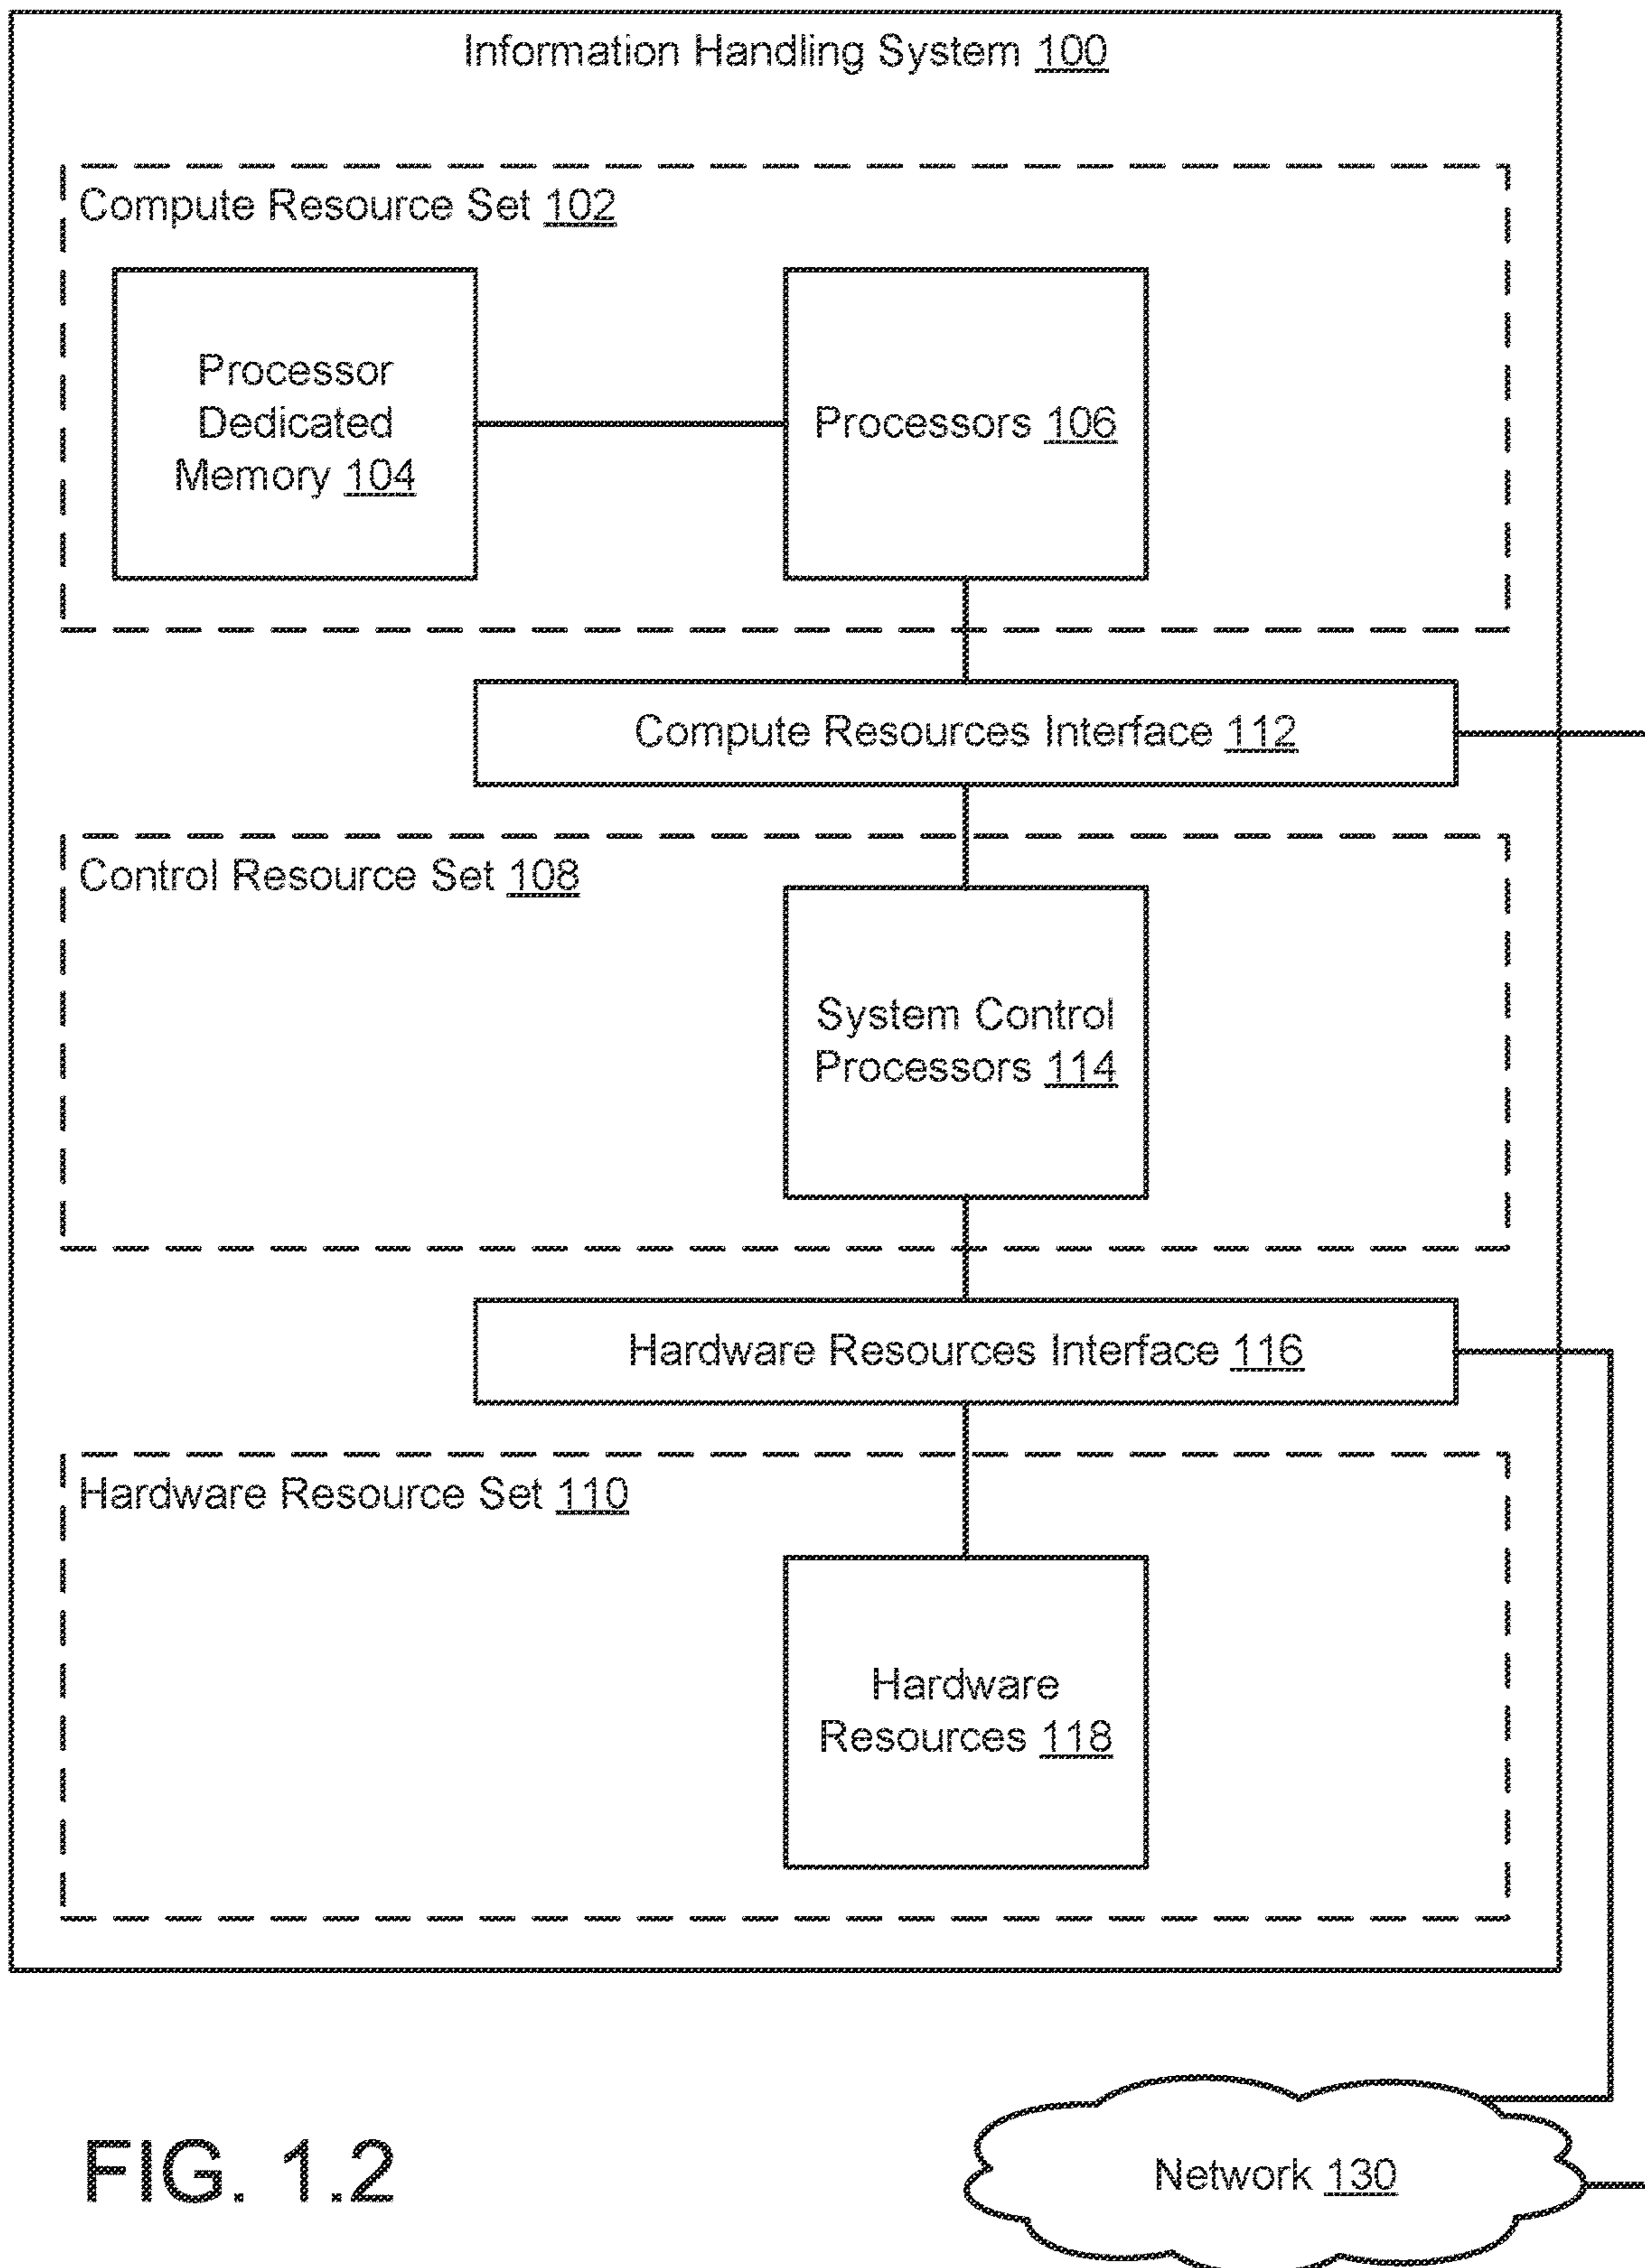 Information Handling System 100
Compute Resource Set 102
Processor
Dedicated
Memory 104
Processors 106
Compute Resources Interface 112
Control Resource Set 108
System Control
Processors 114
Hardware Resources Interface 116
Hardware Resource Set 110
Hardware
Resources 118
FIG. 1.2
Network 130